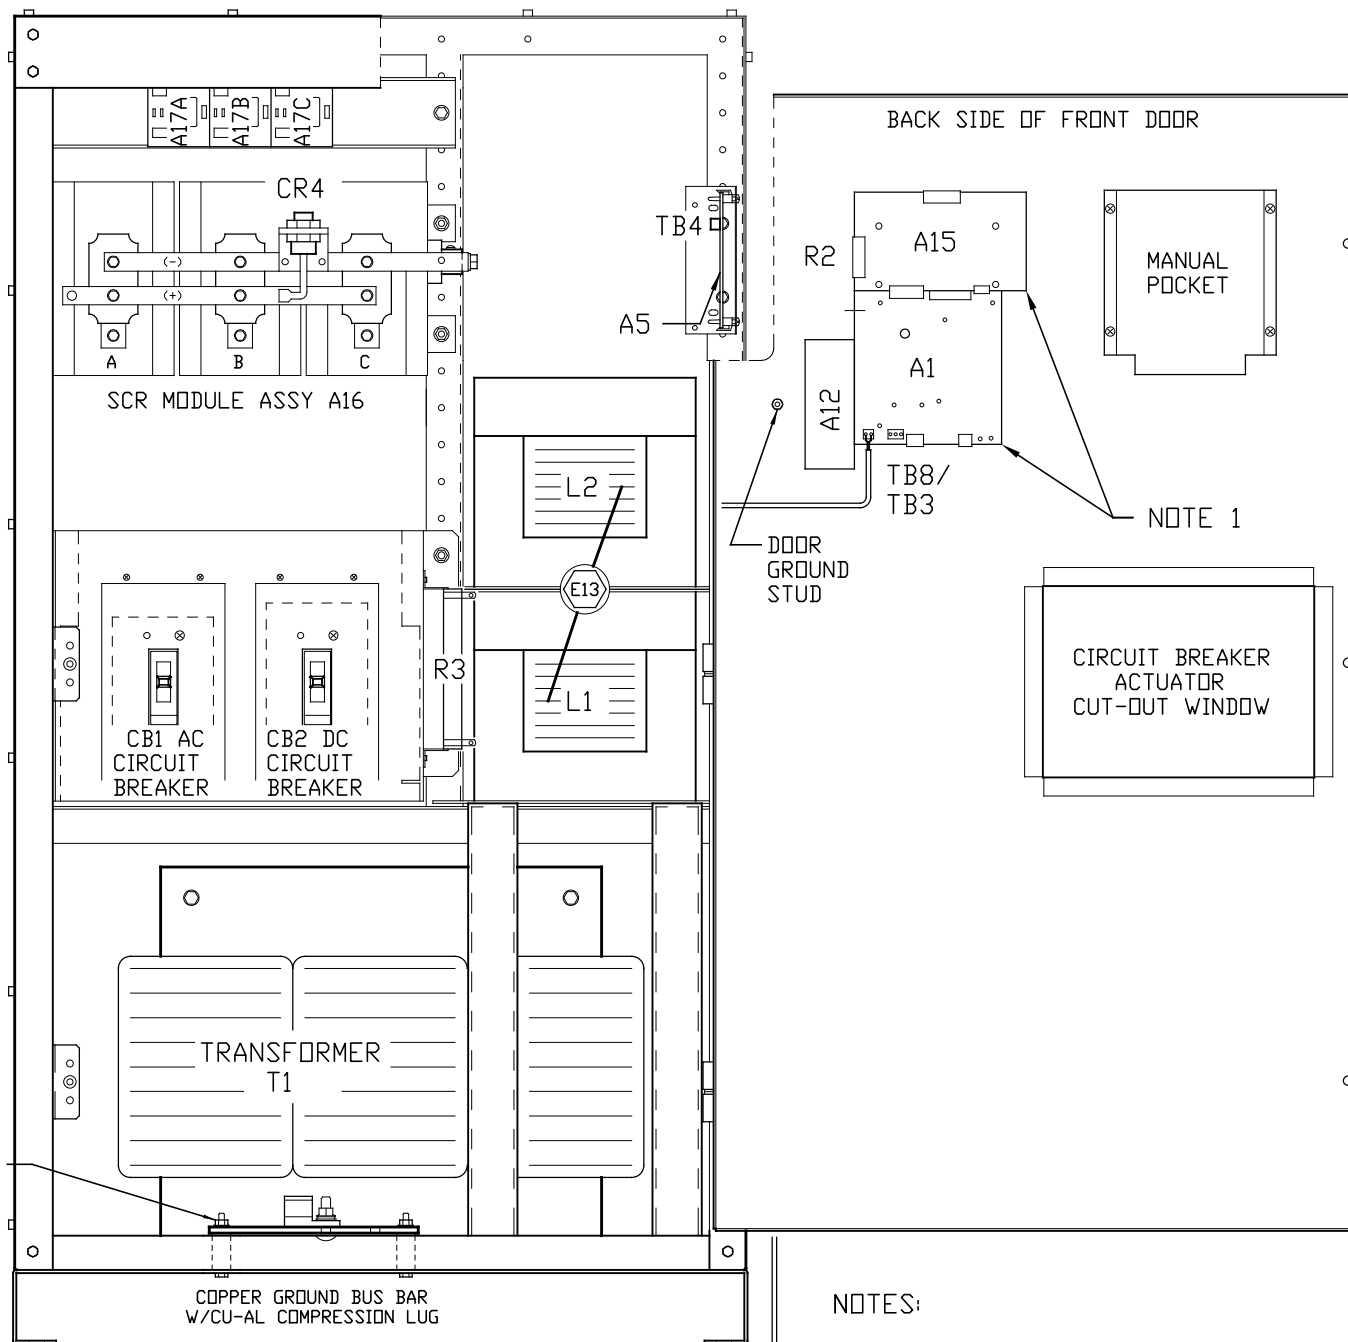 BACK SIDE OF FRONT DOOR
A17A
A17B
A17C
CR4
TB4
R2
A15
MANUAL
POCKET
(-)
(+)
A5
A
B
C
A1
SCR MODULE ASSY A16
A12
L2
TB8/
TB3
NOTE 1
DOOR
GROUND
STUD
E13
R3
L1
CIRCUIT BREAKER
ACTUATOR
CUT-OUT WINDOW
CB1 AC
CIRCUIT
BREAKER
CB2 DC
CIRCUIT
BREAKER
TRANSFORMER
T1
COPPER GROUND BUS BAR
W/CU-AL COMPRESSION LUG
NOTES: